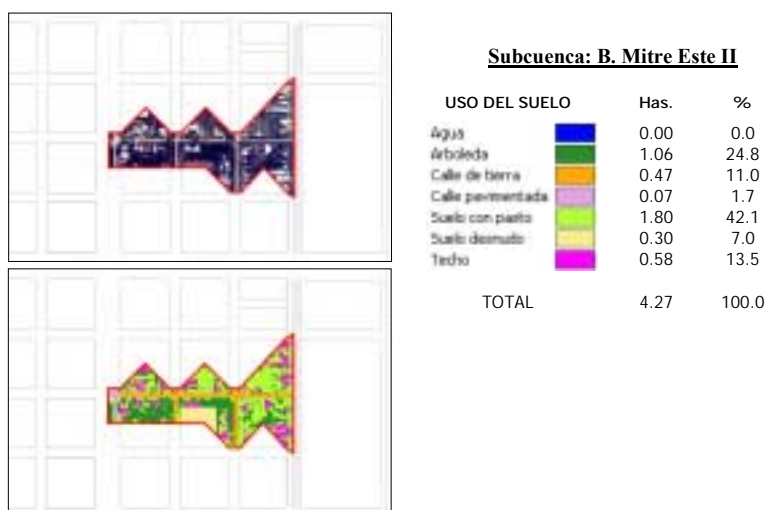 Subcuenca: B. Mitre Este II
USO DEL SUELO Has. %
Agua 0.00 0.0
Arboleda 1.06 24.8
Calle de tierra 0.47 11.0
Calle pavimentada 0.07 1.7
Suelo con pasto 1.80 42.1
Suelo desnudo 0.30 7.0
Techo 0.58 13.5
TOTAL 4.27 100.0